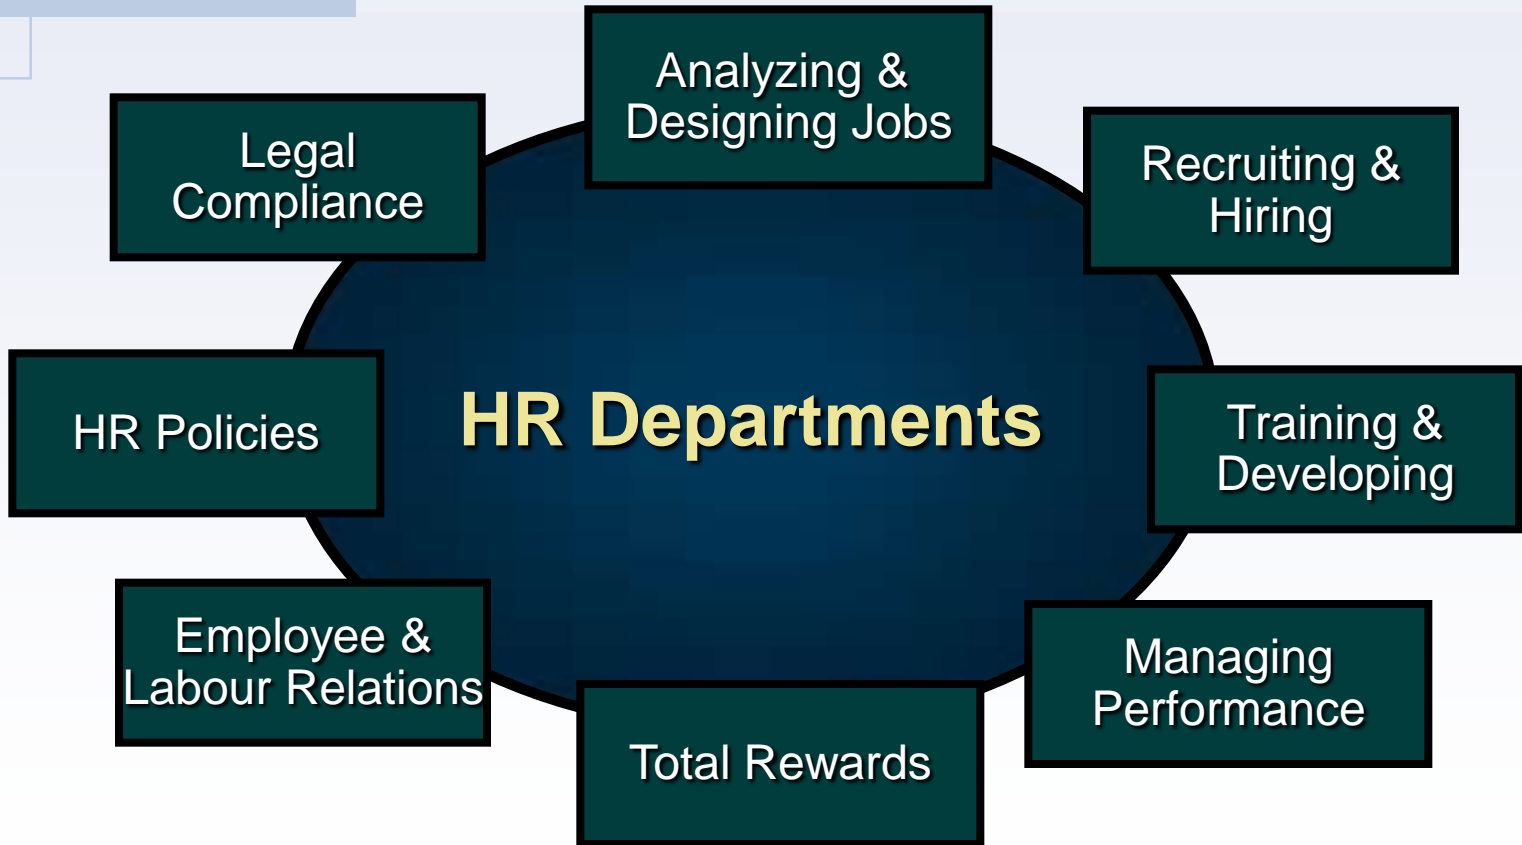 Analyzing &
Designing Jobs
Legal
Compliance
Recruiting &
Hiring
HR Policies
HR Departments
Training &
Developing
Employee &
Labour Relations
Managing
Performance
Total Rewards